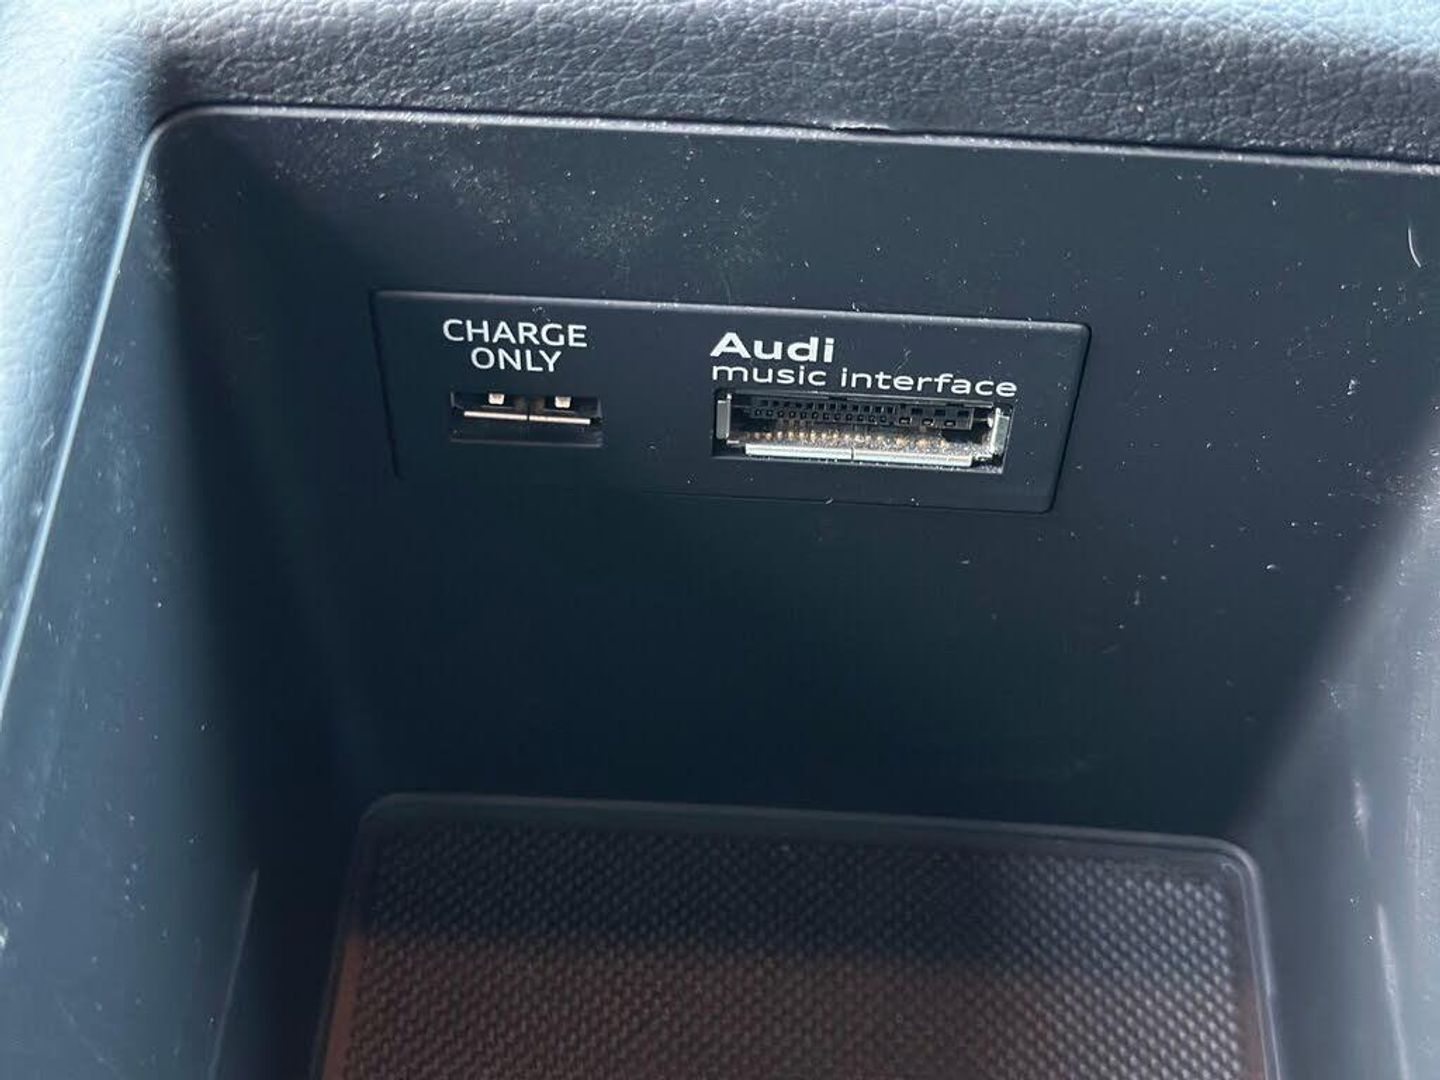 CHARGE
ONLY
Audi
music interface